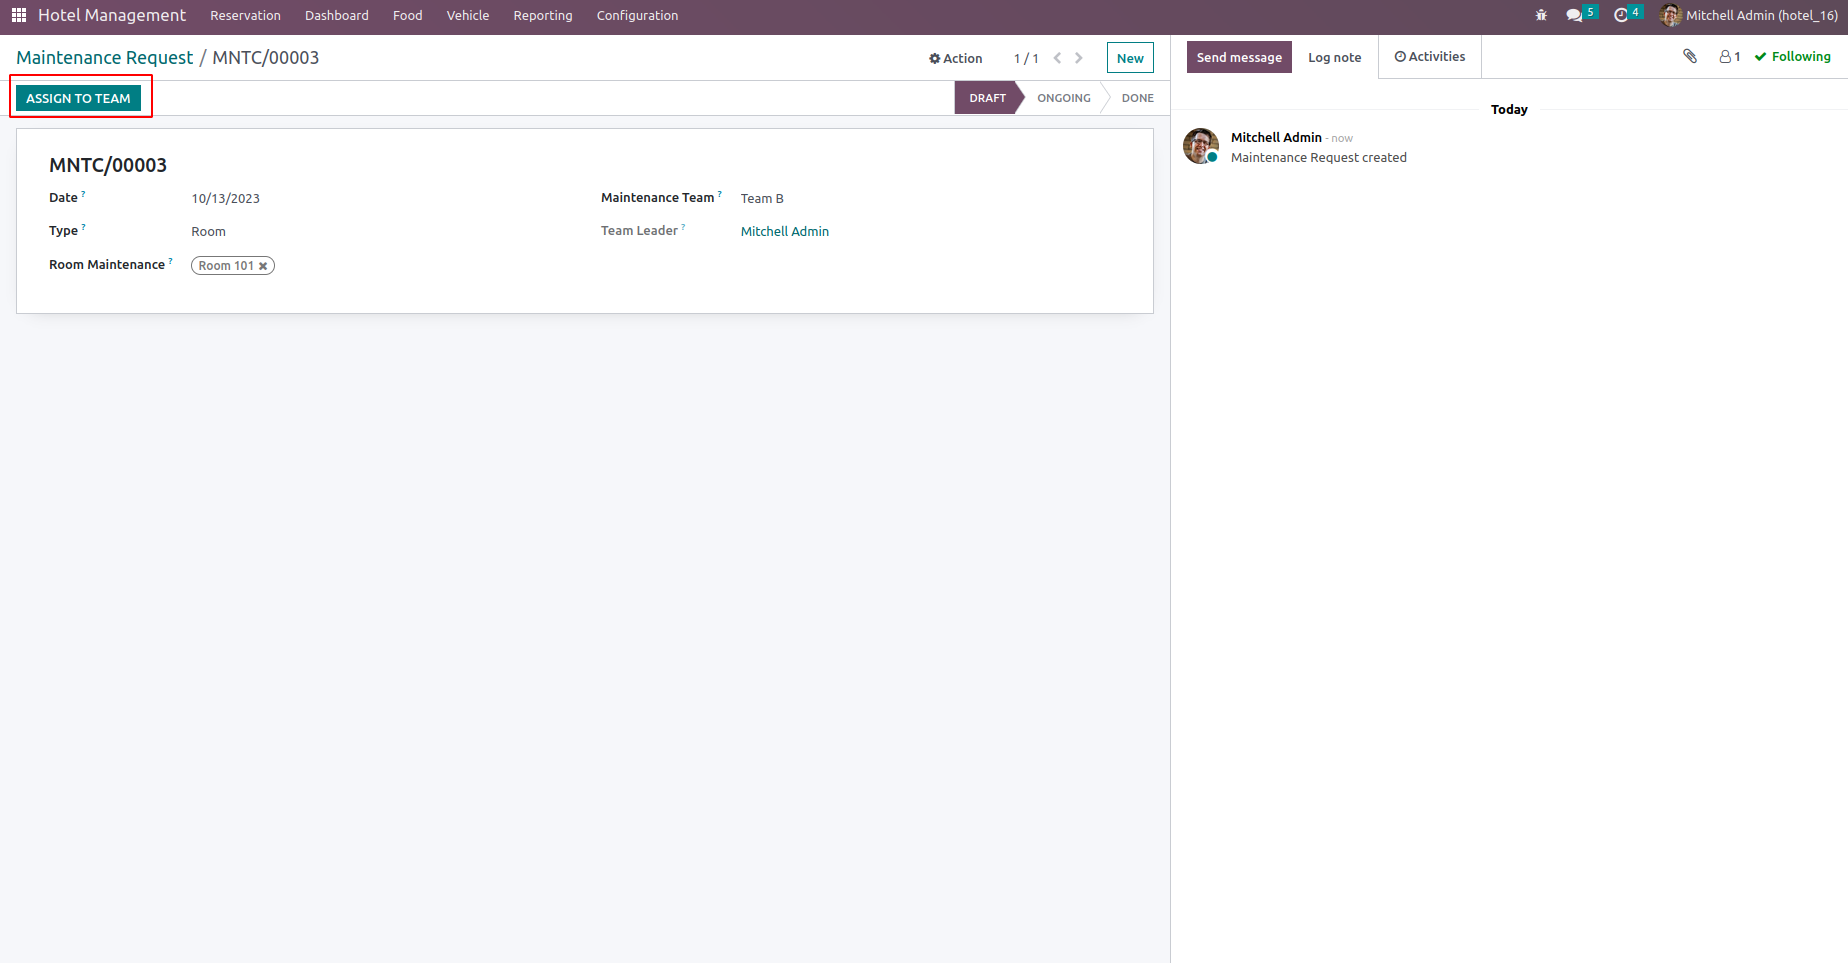 Hotel Management Reservation Dashboard Food Vehicle Reporting Configuration 5 4 Mitchell Admin (hotel_16)
Maintenance Request / MNTC/00003 Action 1 / 1 New
Send message Log note Activities 1 Following
ASSIGN TO TEAM DRAFT ONGOING DONE
MNTC/00003
Date ? 10/13/2023 Maintenance Team ? Team B
Type ? Room Team Leader ? Mitchell Admin
Room Maintenance ? Room 101
Today
Mitchell Admin - now
Maintenance Request created